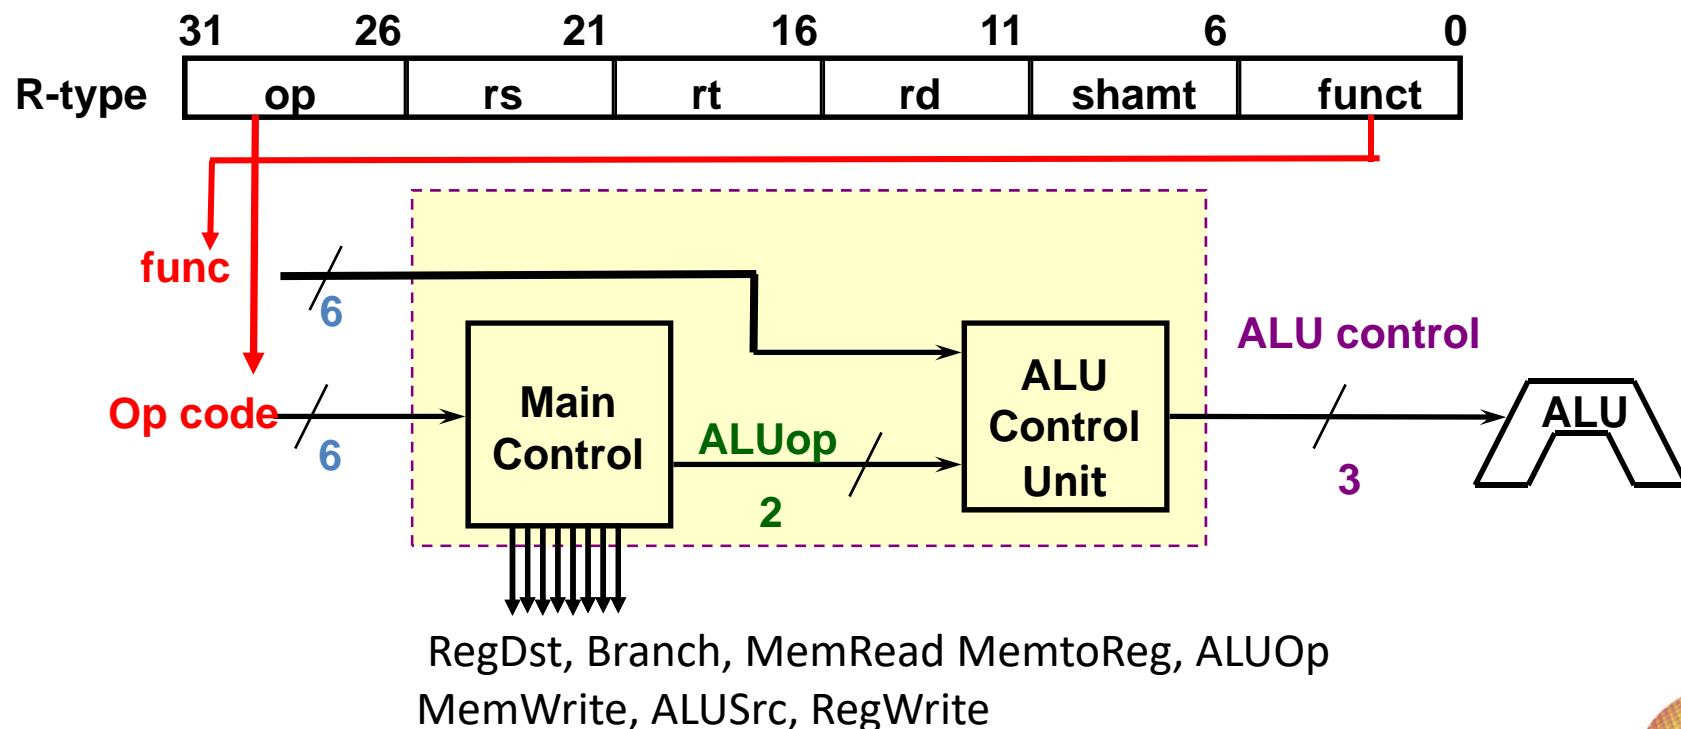 31 26 21 16 11 6 0
R-type op rs rt rd shamt funct
func
6
ALU control
Main
Control
ALU
Control
Unit
ALU
Op code
6
ALUop
2
3
RegDst, Branch, MemRead MemtoReg, ALUOp
MemWrite, ALUSrc, RegWrite